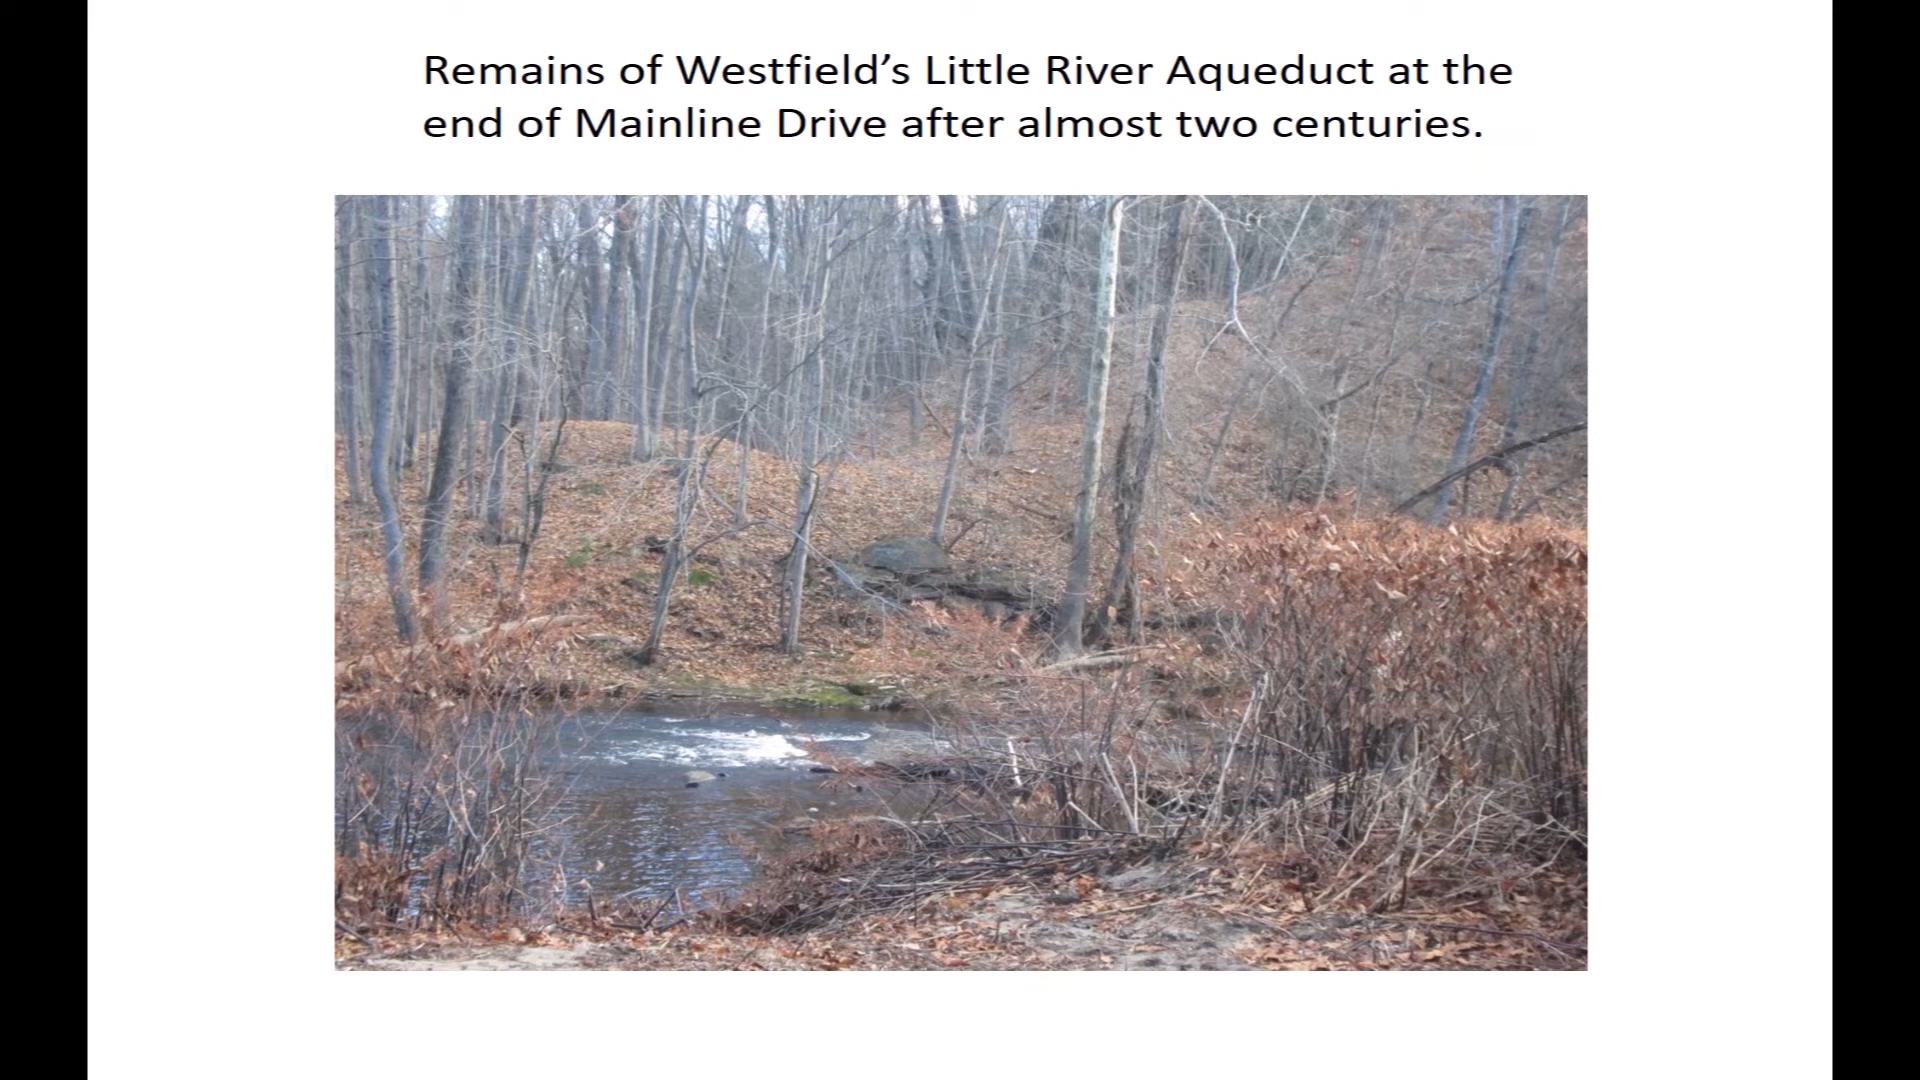 Remains of Westfield’s Little River Aqueduct at the
end of Mainline Drive after almost two centuries.